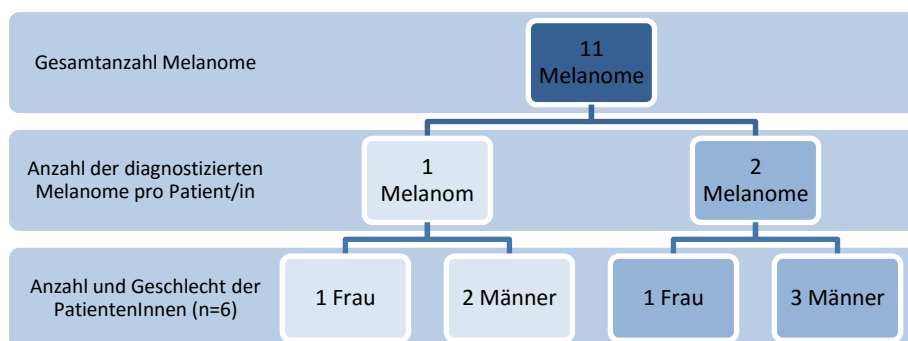 Gesamtanzahl Melanome
11
Melanome
Anzahl der diagnostizierten
Melanome pro Patient/in
1
Melanom
2
Melanome
Anzahl und Geschlecht der
PatientenInnen (n=6)
1 Frau
2 Männer
1 Frau
3 Männer